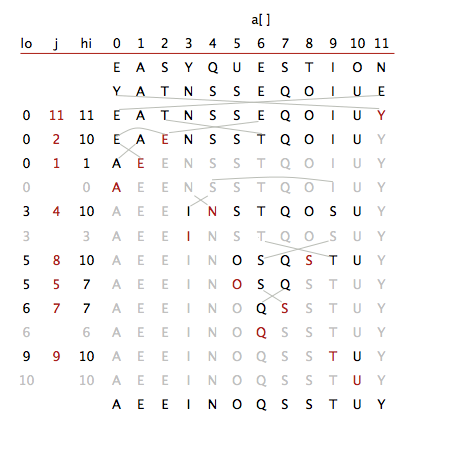 a[ ]
lo j hi 0 1 2 3 4 5 6 7 8 9 10 11
E A S Y Q U E S T I O N
Y A T N S S E Q O I U E
0 11 11 E A T N S S E Q O I U Y
0 2 10 E A E N S S T Q O I U Y
0 1 1 A E E N S S T Q O I U Y
0 0 A E E N S S T Q O I U Y
3 4 10 A E E I N S T Q O S U Y
3 3 A E E I N S T Q O S U Y
5 8 10 A E E I N O S Q S T U Y
5 5 7 A E E I N O S Q S T U Y
6 7 7 A E E I N O Q S S T U Y
6 6 A E E I N O Q S S T U Y
9 9 10 A E E I N O Q S S T U Y
10 10 A E E I N O Q S S T U Y
A E E I N O Q S S T U Y